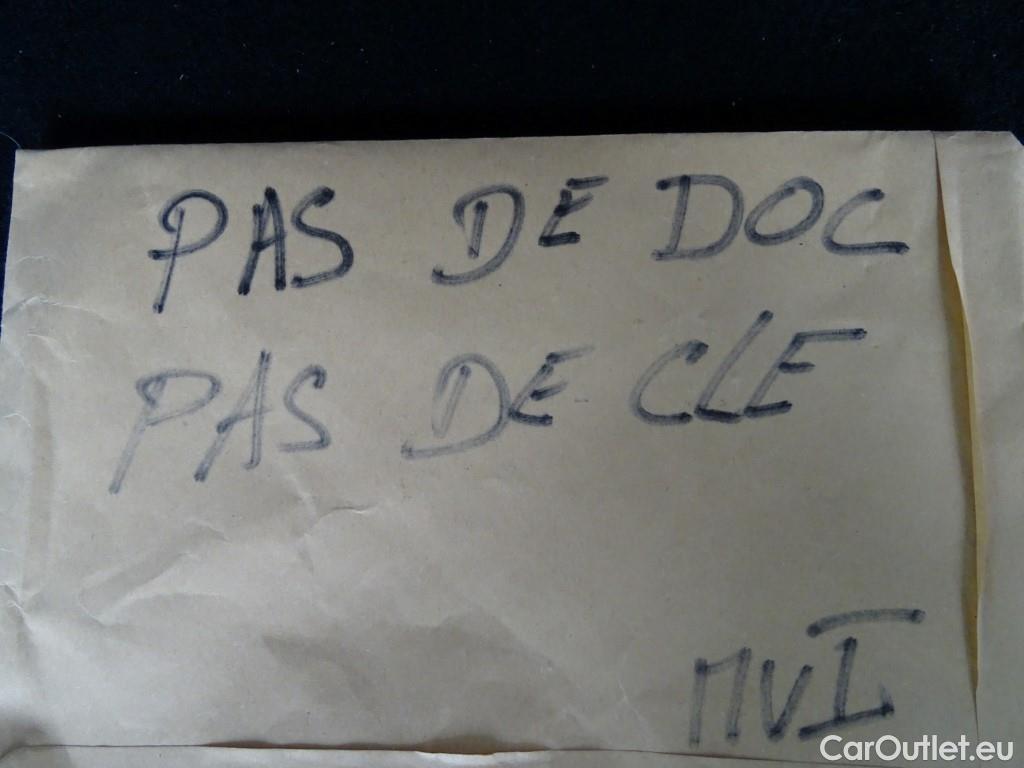 PAS DE DOC
PAS DE CLE
MVI
CarOutlet.eu